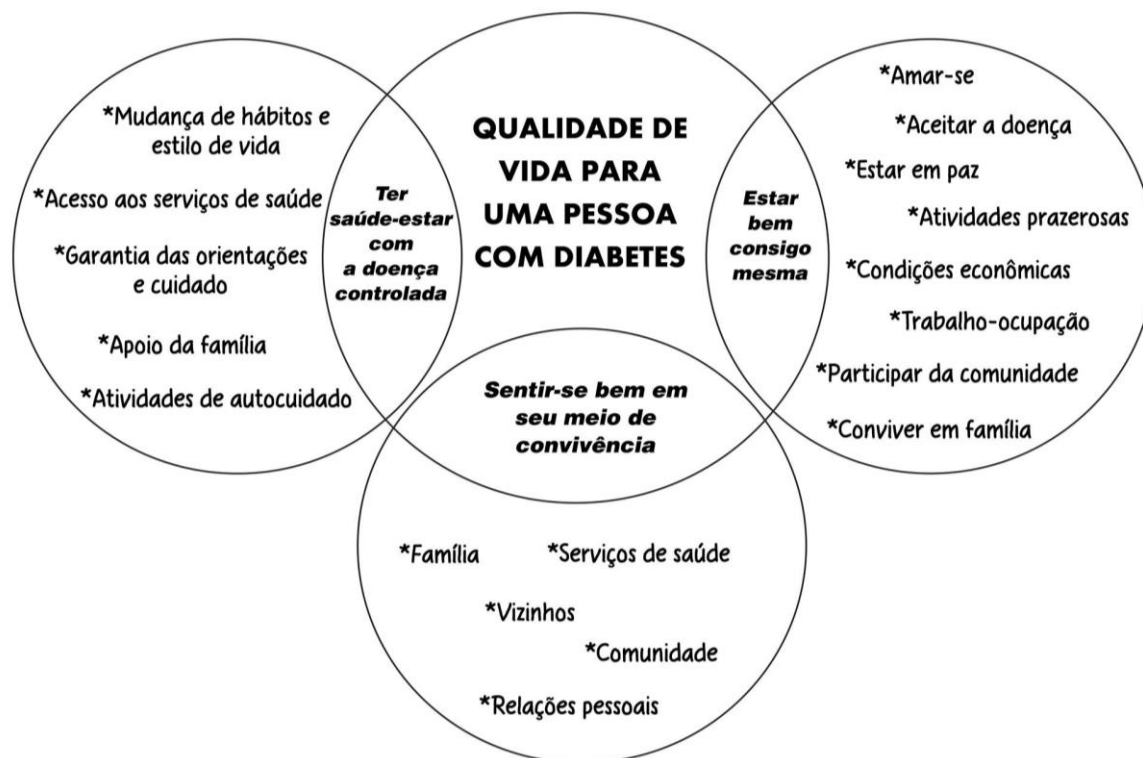 *Mudança de hábitos e
estilo de vida
*Acesso aos serviços de saúde
*Garantia das orientações
e cuidado
*Apoio da família
*Atividades de autocuidado
Ter
saúde-estar
com
a doença
controlada
QUALIDADE DE
VIDA PARA
UMA PESSOA
COM DIABETES
Estar
bem
consigo
mesma
*Amar-se
*Aceitar a doença
*Estar em paz
*Atividades prazerosas
*Condições econômicas
*Trabalho-ocupação
*Participar da comunidade
*Conviver em família
Sentir-se bem em
seu meio de
convivência
*Família
*Serviços de saúde
*Vizinhos
*Comunidade
*Relações pessoais